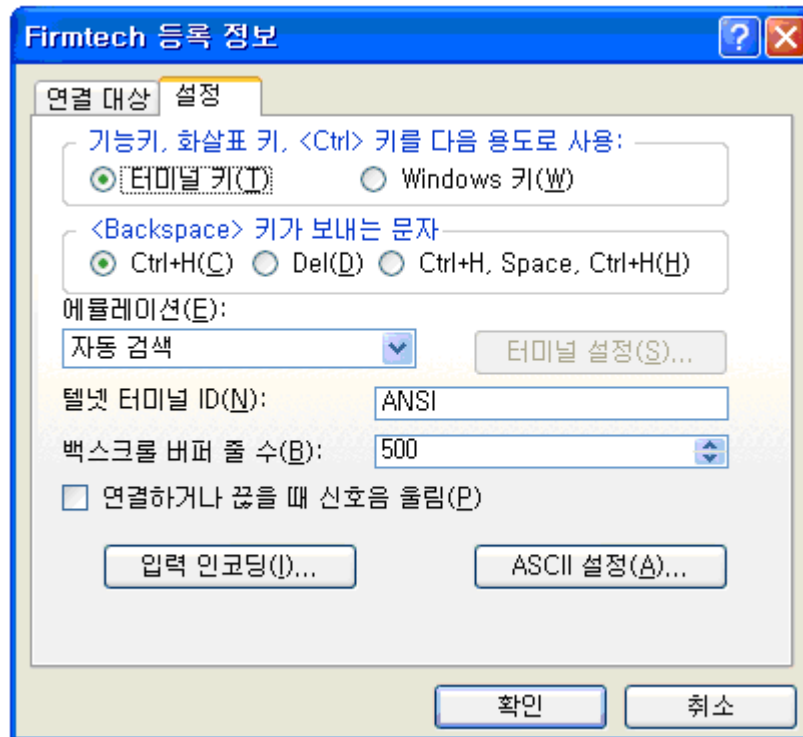 Firmtech 등록 정보
연결 대상 설정
기능키, 화살표 키, <Ctrl> 키를 다음 용도로 사용:
터미널 키(T) Windows 키(W)
<Backspace> 키가 보내는 문자
Ctrl+H(C) Del(D) Ctrl+H, Space, Ctrl+H(H)
에뮬레이션(E):
자동 검색 터미널 설정(S)...
텔넷 터미널 ID(N): ANSI
백스크롤 버퍼 줄 수(B): 500
연결하거나 끊을 때 신호음 울림(P)
입력 인코딩(I)... ASCII 설정(A)...
확인 취소